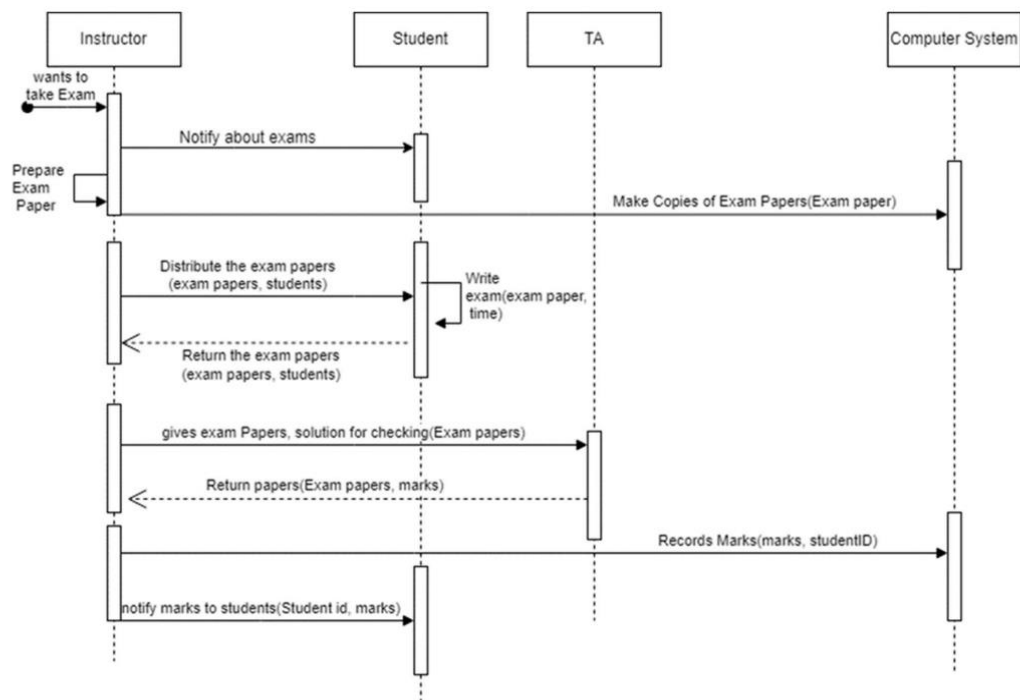 Instructor
Student
TA
Computer System
wants to
take Exam
Notify about exams
Prepare
Exam
Paper
Make Copies of Exam Papers(Exam paper)
Distribute the exam papers
(exam papers, students)
Write
exam(exam paper,
time)
Return the exam papers
(exam papers, students)
gives exam Papers, solution for checking(Exam papers)
Return papers(Exam papers, marks)
Records Marks(marks, studentID)
notify marks to students(Student id, marks)